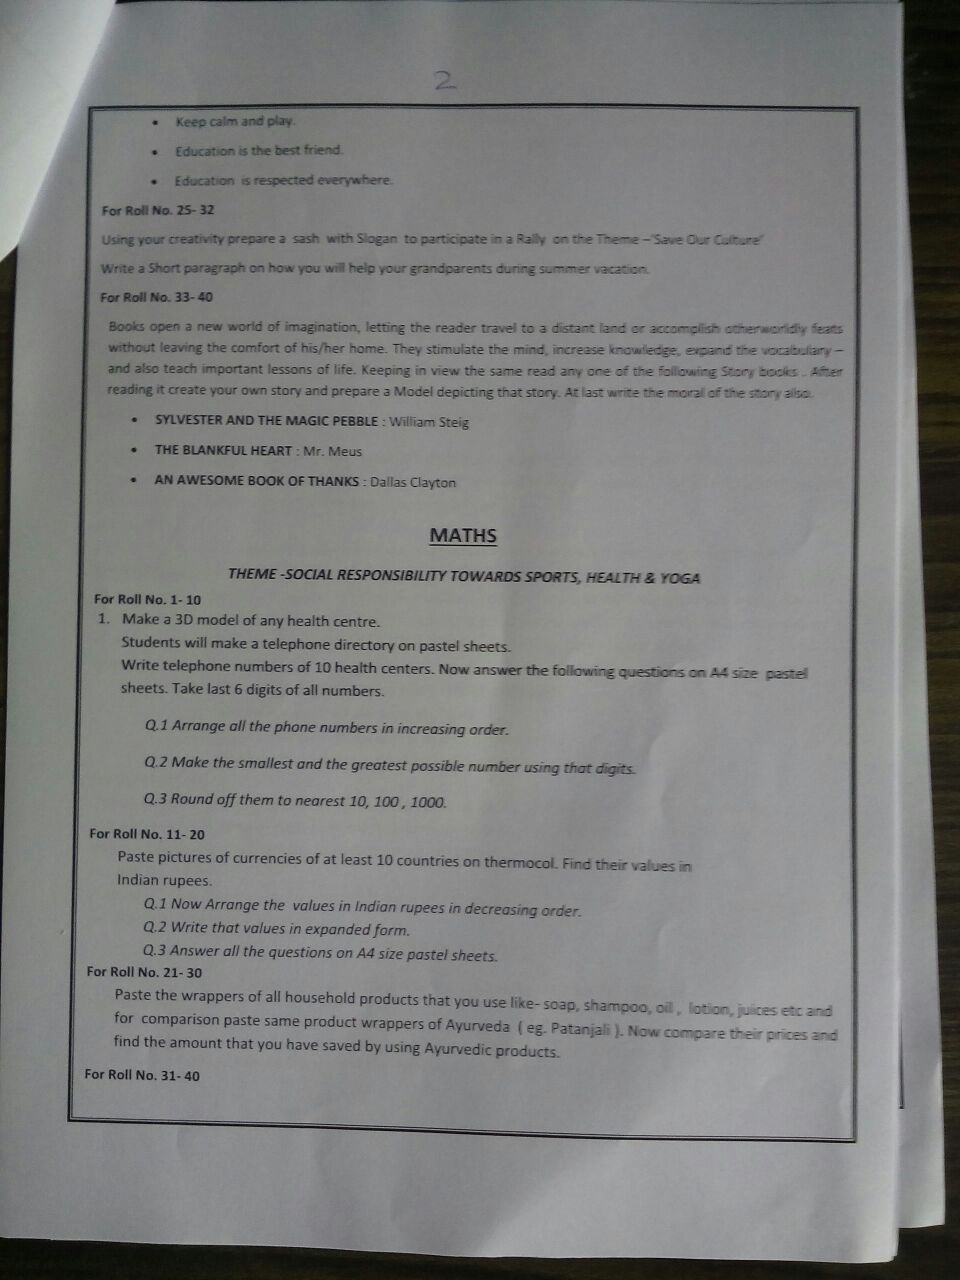 2
• Keep calm and play.
• Education is the best friend.
• Education is respected everywhere.
For Roll No. 25- 32
Using your creativity prepare a sash with Slogan to participate in a Rally on the Theme –'Save Our Culture'
Write a Short paragraph on how you will help your grandparents during summer vacation.
For Roll No. 33- 40
Books open a new world of imagination, letting the reader travel to a distant land or accomplish otherworldly feats
without leaving the comfort of his/her home. They stimulate the mind, increase knowledge, expand the vocabulary –
and also teach important lessons of life. Keeping in view the same read any one of the following Story books . After
reading it create your own story and prepare a Model depicting that story. At last write the moral of the story also.
• SYLVESTER AND THE MAGIC PEBBLE : William Steig
• THE BLANKFUL HEART : Mr. Meus
• AN AWESOME BOOK OF THANKS : Dallas Clayton
MATHS
THEME -SOCIAL RESPONSIBILITY TOWARDS SPORTS, HEALTH & YOGA
For Roll No. 1- 10
1. Make a 3D model of any health centre.
Students will make a telephone directory on pastel sheets.
Write telephone numbers of 10 health centers. Now answer the following questions on A4 size pastel
sheets. Take last 6 digits of all numbers.
Q.1 Arrange all the phone numbers in increasing order.
Q.2 Make the smallest and the greatest possible number using that digits.
Q.3 Round off them to nearest 10, 100 , 1000.
For Roll No. 11- 20
Paste pictures of currencies of at least 10 countries on thermocol. Find their values in
Indian rupees.
Q.1 Now Arrange the values in Indian rupees in decreasing order.
Q.2 Write that values in expanded form.
Q.3 Answer all the questions on A4 size pastel sheets.
For Roll No. 21- 30
Paste the wrappers of all household products that you use like- soap, shampoo, oil , lotion, juices etc and
for comparison paste same product wrappers of Ayurveda ( eg. Patanjali ). Now compare their prices and
find the amount that you have saved by using Ayurvedic products.
For Roll No. 31- 40